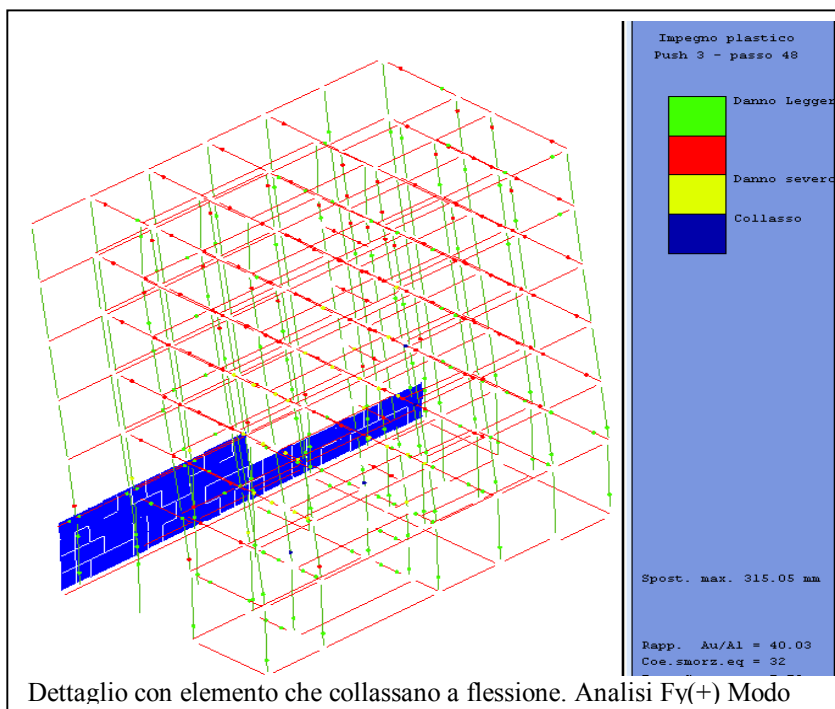 Impegno plastico
Push 3 - passo 48
Danno Legger
Danno severo
Collasso
Spost. max. 315.05 mm
Rapp. Au/Al = 40.03
Coe.smorz.eq = 32
Dettaglio con elemento che collassano a flessione. Analisi Fy(+) Modo